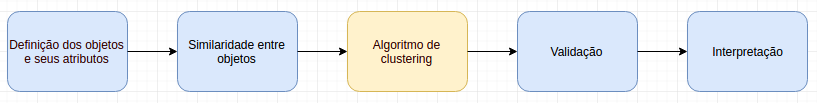 Definição dos objetos
e seus atributos
Similaridade entre
objetos
Algoritmo de
clustering
Validação
Interpretação